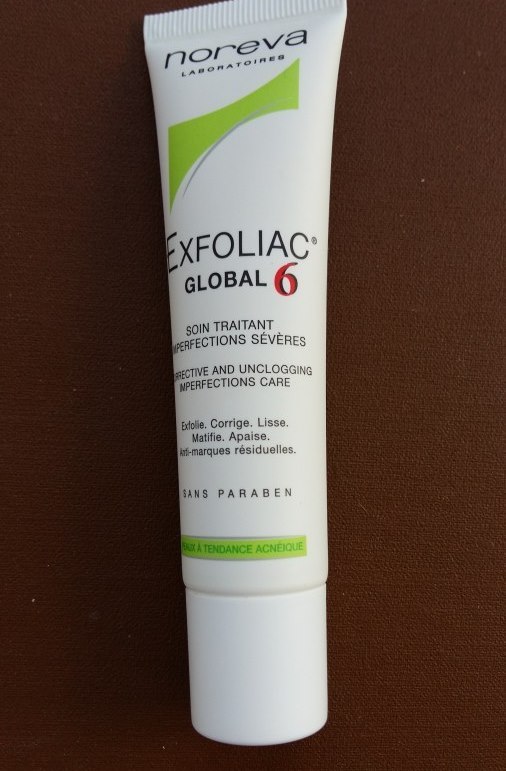 noreva
LABORATOIRES
EXFOLIAC®
GLOBAL 6
SOIN TRAITANT
IMPERFECTIONS SÉVÈRES
CORRECTIVE AND UNCLOGGING
IMPERFECTIONS CARE
Exfolie. Corrige. Lisse.
Matifie. Apaise.
Anti-marques résiduelles.
SANS PARABEN
PEAUX À TENDANCE ACNÉIQUE